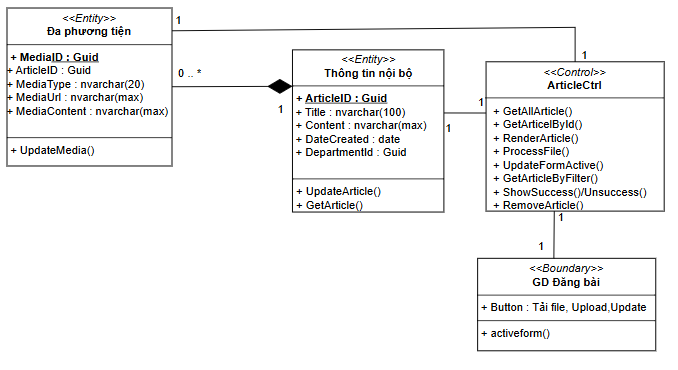 <<Entity>>
Đa phương tiện
+ MediaID : Guid
+ ArticleID : Guid
+ MediaType : nvarchar(20)
+ MediaUrl : nvarchar(max)
+ MediaContent : nvarchar(max)
+ UpdateMedia()
1
1
0 .. *
1
<<Entity>>
Thông tin nội bộ
+ ArticleID : Guid
+ Title : nvarchar(100)
+ Content : nvarchar(max)
+ DateCreated : date
+ DepartmentId : Guid
+ UpdateArticle()
+ GetArticle()
1
1
<<Control>>
ArticleCtrl
+ GetAllArticle()
+ GetArticelById()
+ RenderArticle()
+ ProcessFile()
+ UpdateFormActive()
+ GetArticleByFilter()
+ ShowSuccess()/Unsuccess()
+ RemoveArticle()
1
1
<<Boundary>>
GD Đăng bài
+ Button : Tải file, Upload,Update
+ activeform()